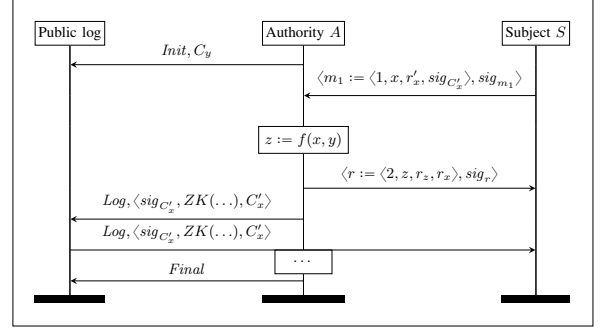 Public log Authority A Subject S
Init, C_y
⟨m_1 := ⟨1, x, r'_x, sig_{C'_x}⟩, sig_{m_1}⟩
z := f(x, y)
⟨r := ⟨2, z, r_z, r_x⟩, sig_r⟩
Log, ⟨sig_{C'_x}, ZK(...), C'_x⟩
Log, ⟨sig_{C'_x}, ZK(...), C'_x⟩
...
Final